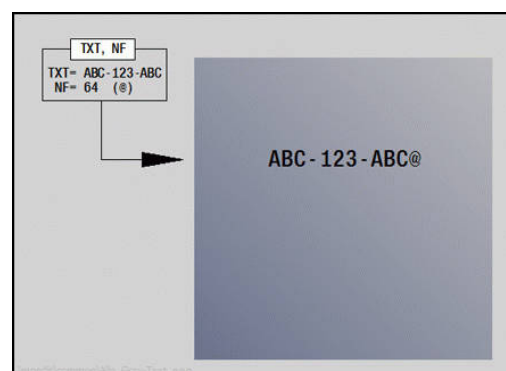 TXT, NF
TXT= ABC-123-ABC
NF= 64 (@)
ABC-123-ABC@